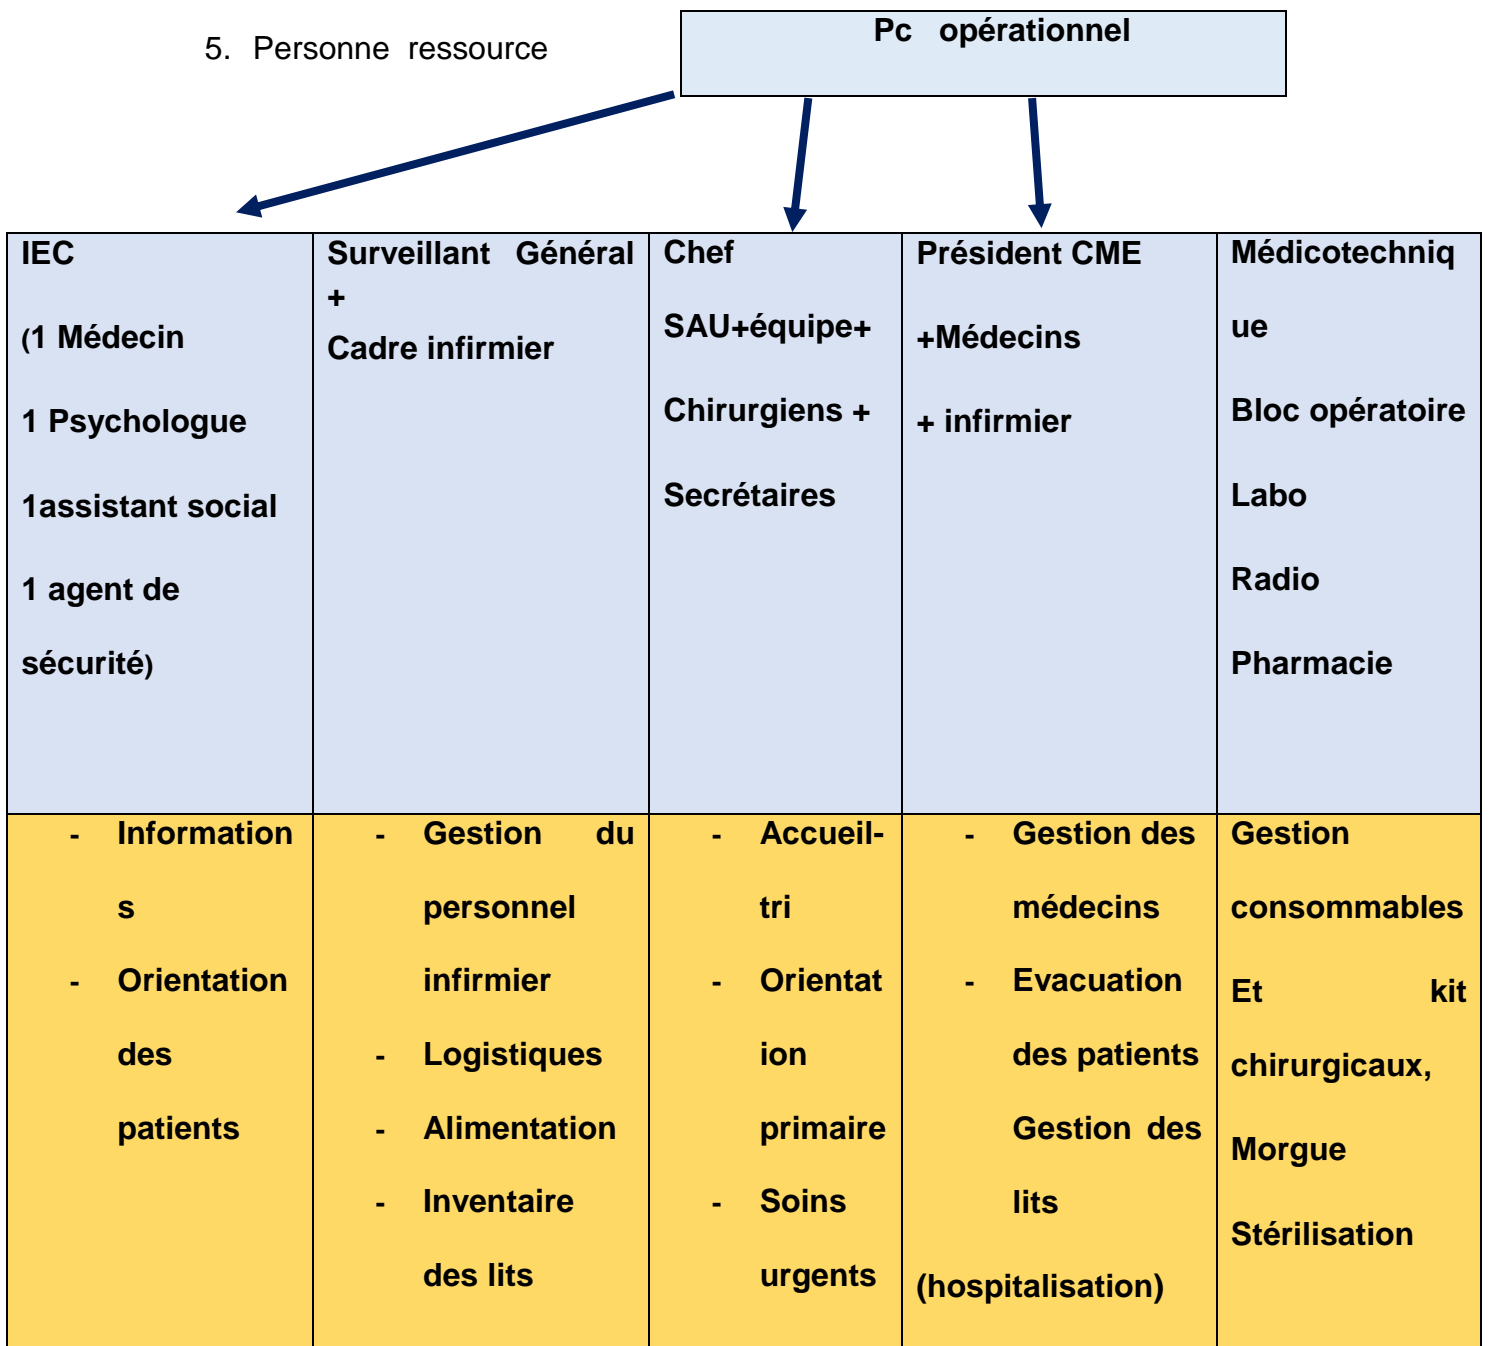 5. Personne ressource
Pc opérationnel
IEC
(1 Médecin
1 Psychologue
1assistant social
1 agent de
sécurité)
Surveillant Général
+
Cadre infirmier
Chef
SAU+équipe+
Chirurgiens +
Secrétaires
Président CME
+Médecins
+ infirmier
Médicotechniq
ue
Bloc opératoire
Labo
Radio
Pharmacie
- Information
s
- Orientation
des
patients
- Gestion du
personnel
infirmier
- Logistiques
- Alimentation
- Inventaire
des lits
- Accueil-
tri
- Orientat
ion
primaire
- Soins
urgents
- Gestion des
médecins
- Evacuation
des patients
Gestion des
lits
(hospitalisation)
Gestion
consommables
Et kit
chirurgicaux,
Morgue
Stérilisation